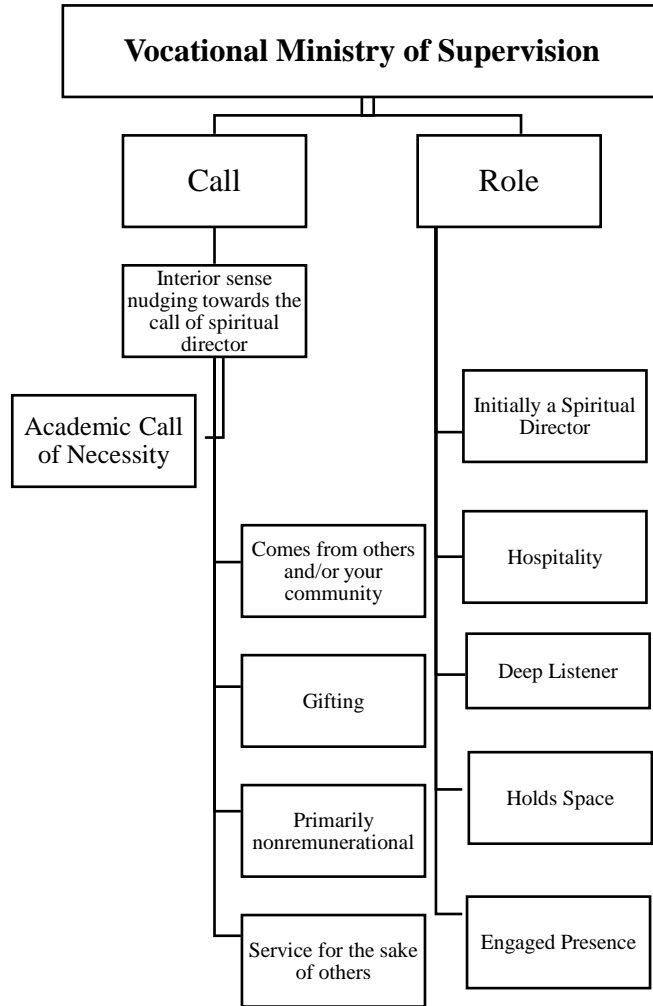 Vocational Ministry of Supervision
Call
Role
Interior sense
nudging towards the
call of spiritual
director
Academic Call
of Necessity
Comes from others
and/or your
community
Gifting
Primarily
nonremunerational
Service for the sake
of others
Initially a Spiritual
Director
Hospitality
Deep Listener
Holds Space
Engaged Presence